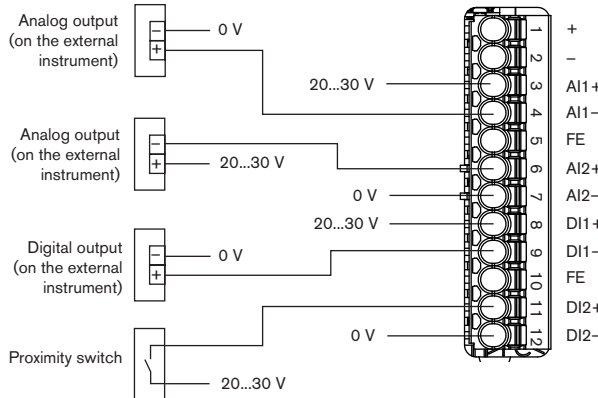 Analog output
(on the external
instrument)
–
+
0 V
20...30 V
Analog output
(on the external
instrument)
–
+
20...30 V
0 V
20...30 V
Digital output
(on the external
instrument)
–
+
0 V
Proximity switch
0 V
20...30 V
1 +
2 –
3 AI1+
4 AI1–
5 FE
6 AI2+
7 AI2–
8 DI1+
9 DI1–
10 FE
11 DI2+
12 DI2–